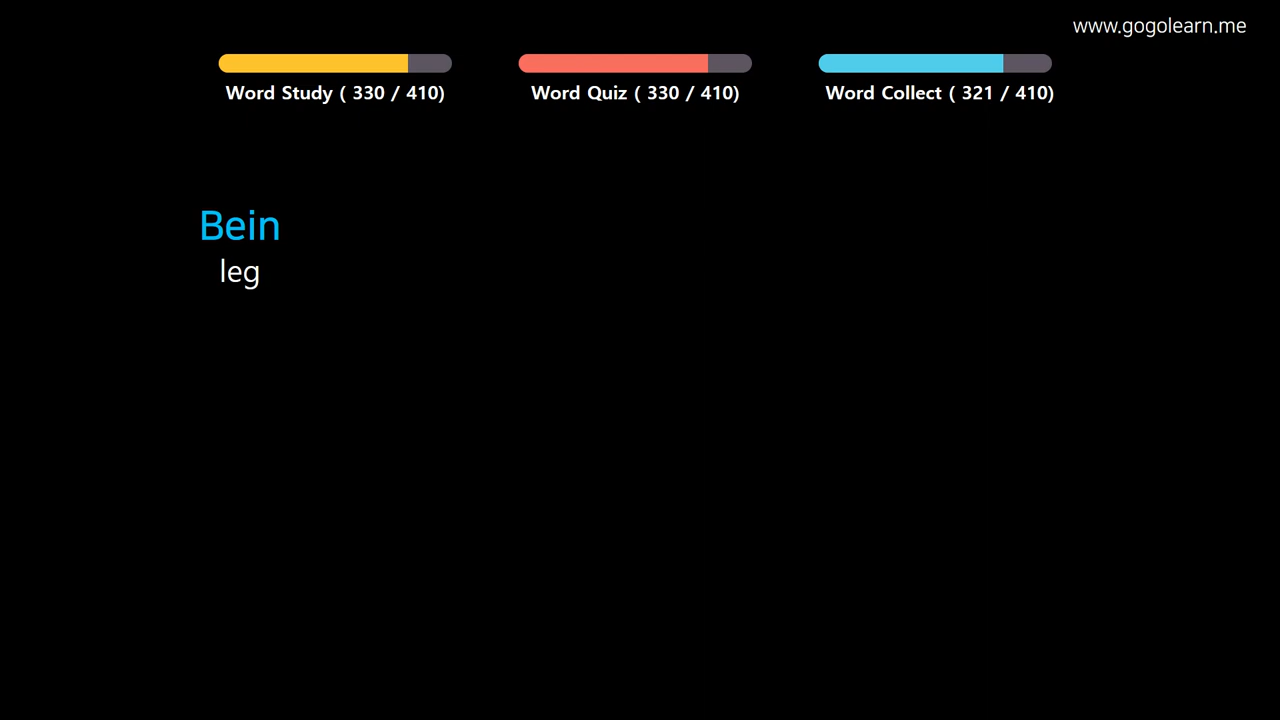 www.gogolearn.me
Word Study ( 330 / 410)
Word Quiz ( 330 / 410)
Word Collect ( 321 / 410)
Bein
leg